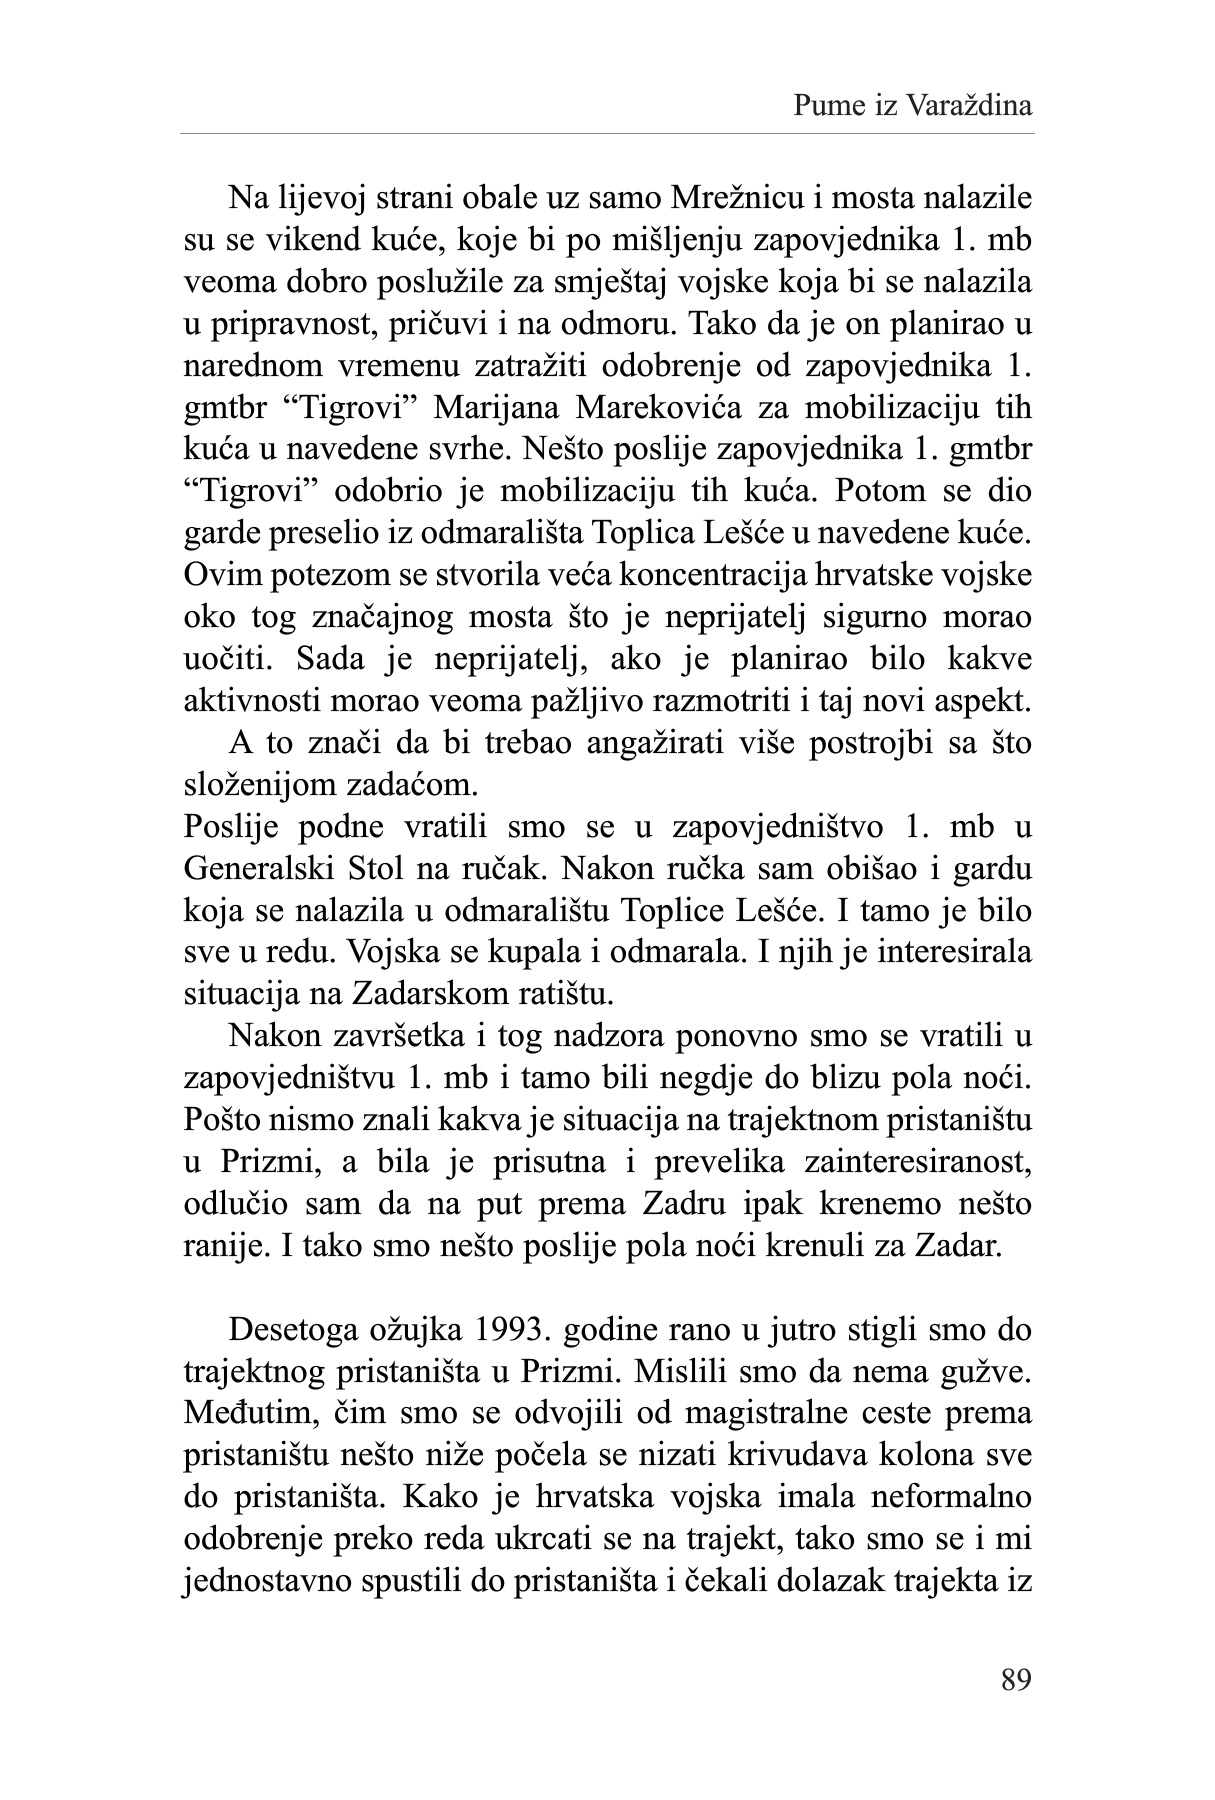 Pume iz Varaždina
Na lijevoj strani obale uz samo Mrežnicu i mosta nalazile
su se vikend kuće, koje bi po mišljenju zapovjednika 1. mb
veoma dobro poslužile za smještaj vojske koja bi se nalazila
u pripravnost, pričuvi i na odmoru. Tako da je on planirao u
narednom vremenu zatražiti odobrenje od zapovjednika 1.
gmtbr “Tigrovi” Marijana Marekovića za mobilizaciju tih
kuća u navedene svrhe. Nešto poslije zapovjednika 1. gmtbr
“Tigrovi” odobrio je mobilizaciju tih kuća. Potom se dio
garde preselio iz odmarališta Toplica Lešće u navedene kuće.
Ovim potezom se stvorila veća koncentracija hrvatske vojske
oko tog značajnog mosta što je neprijatelj sigurno morao
uočiti. Sada je neprijatelj, ako je planirao bilo kakve
aktivnosti morao veoma pažljivo razmotriti i taj novi aspekt.
A to znači da bi trebao angažirati više postrojbi sa što
složenijom zadaćom.
Poslije podne vratili smo se u zapovjedništvo 1. mb u
Generalski Stol na ručak. Nakon ručka sam obišao i gardu
koja se nalazila u odmaralištu Toplice Lešće. I tamo je bilo
sve u redu. Vojska se kupala i odmarala. I njih je interesirala
situacija na Zadarskom ratištu.
Nakon završetka i tog nadzora ponovno smo se vratili u
zapovjedništvu 1. mb i tamo bili negdje do blizu pola noći.
Pošto nismo znali kakva je situacija na trajektnom pristaništu
u Prizmi, a bila je prisutna i prevelika zainteresiranost,
odlučio sam da na put prema Zadru ipak krenemo nešto
ranije. I tako smo nešto poslije pola noći krenuli za Zadar.
Desetoga ožujka 1993. godine rano u jutro stigli smo do
trajektnog pristaništa u Prizmi. Mislili smo da nema gužve.
Međutim, čim smo se odvojili od magistralne ceste prema
pristaništu nešto niže počela se nizati krivudava kolona sve
do pristaništa. Kako je hrvatska vojska imala neformalno
odobrenje preko reda ukrcati se na trajekt, tako smo se i mi
jednostavno spustili do pristaništa i čekali dolazak trajekta iz
89